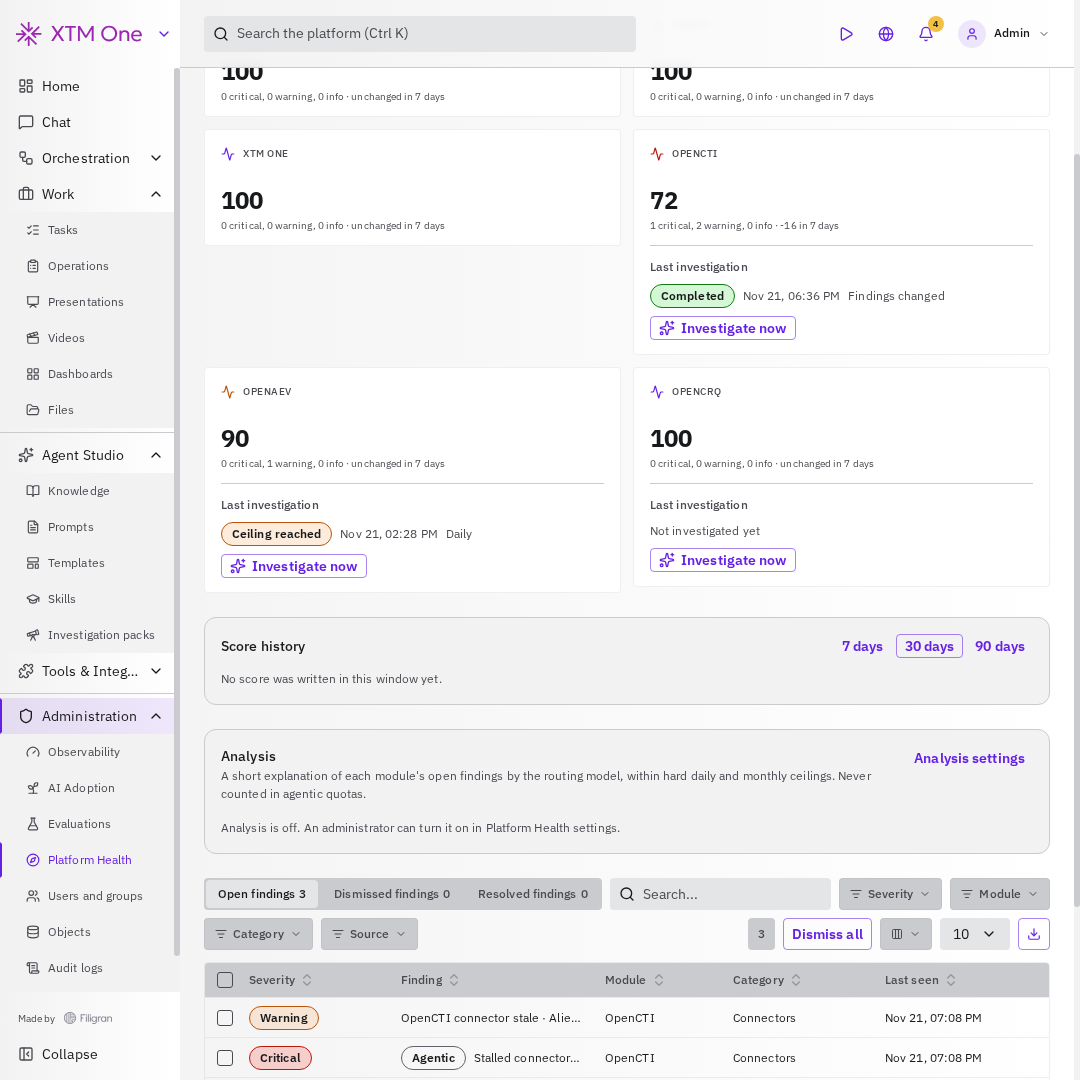 XTM One
Search the platform (Ctrl K)
4
Admin
Home
Chat
Orchestration
Work
Tasks
Operations
Presentations
Videos
Dashboards
Files
Agent Studio
Knowledge
Prompts
Templates
Skills
Investigation packs
Tools & Integ...
Administration
Observability
AI Adoption
Evaluations
Platform Health
Users and groups
Objects
Audit logs
Made by Filigran
Collapse
100
0 critical, 0 warning, 0 info · unchanged in 7 days
100
0 critical, 0 warning, 0 info · unchanged in 7 days
XTM ONE
100
0 critical, 0 warning, 0 info · unchanged in 7 days
OPENCTI
72
1 critical, 2 warning, 0 info · -16 in 7 days
Last investigation
Completed Nov 21, 06:36 PM Findings changed
Investigate now
OPENAEV
90
0 critical, 1 warning, 0 info · unchanged in 7 days
Last investigation
Ceiling reached Nov 21, 02:28 PM Daily
Investigate now
OPENCRQ
100
0 critical, 0 warning, 0 info · unchanged in 7 days
Last investigation
Not investigated yet
Investigate now
Score history
7 days 30 days 90 days
No score was written in this window yet.
Analysis
Analysis settings
A short explanation of each module's open findings by the routing model, within hard daily and monthly ceilings. Never
counted in agentic quotas.
Analysis is off. An administrator can turn it on in Platform Health settings.
Open findings 3 Dismissed findings 0 Resolved findings 0 Search... Severity Module
Category Source 3 Dismiss all 10
Severity Finding Module Category Last seen
Warning OpenCTI connector stale · Alie... OpenCTI Connectors Nov 21, 07:08 PM
Critical Agentic Stalled connector... OpenCTI Connectors Nov 21, 07:08 PM